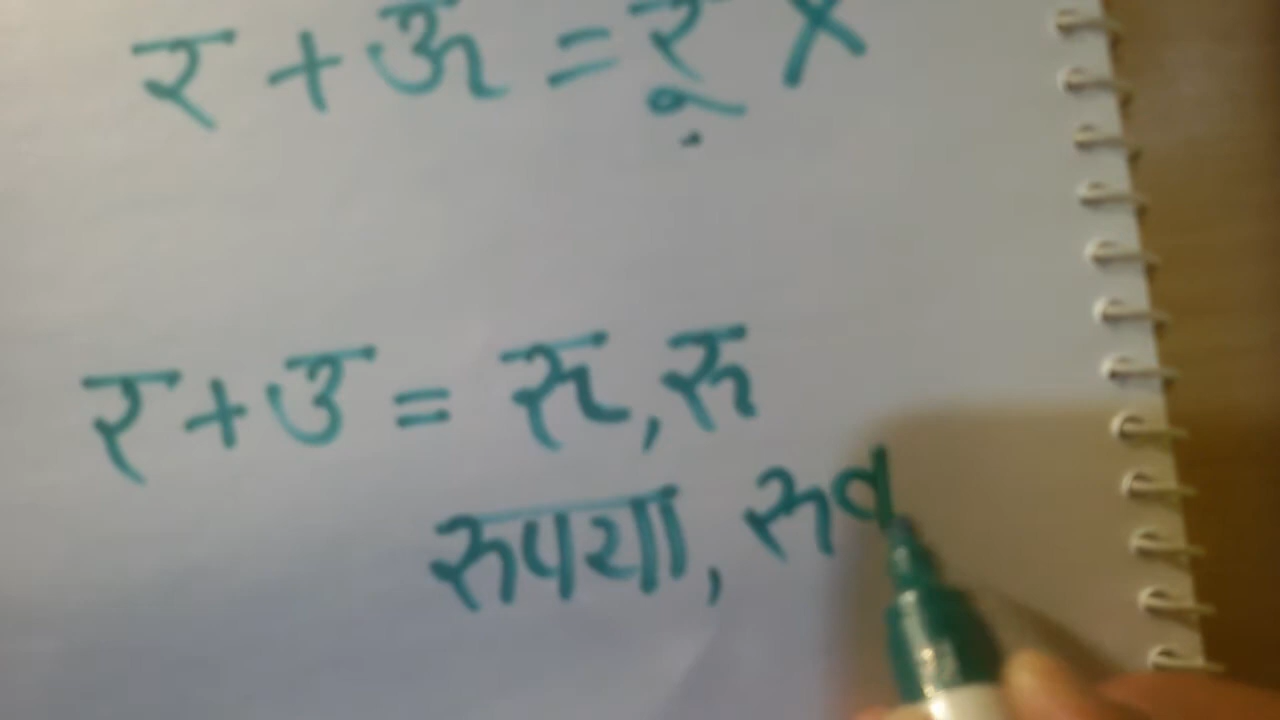 र + ऊ = रू X
र + उ = रू, रु
रुपया, रुव